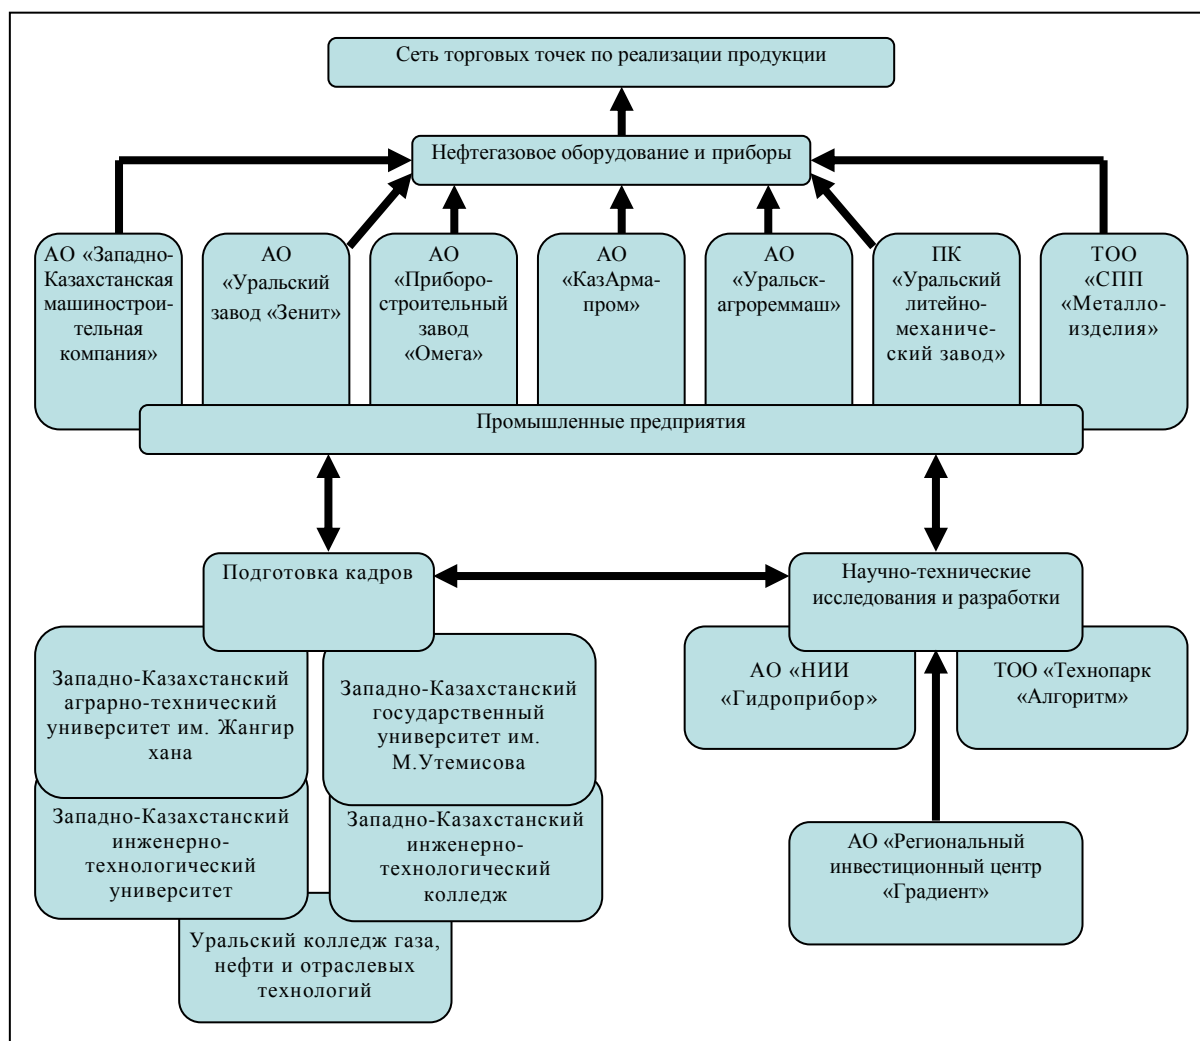 Сеть торговых точек по реализации продукции
Нефтегазовое оборудование и приборы
АО «Западно-
Казахстанская
машинострои-
тельная
компания»
АО
«Уральский
завод «Зенит»
АО
«Приборо-
строительный
завод
«Омега»
АО
«КазАрма-
пром»
АО
«Уральск-
агрореммаш»
ПК
«Уральский
литейно-
механиче-
ский завод»
ТОО
«СПП
«Металло-
изделия»
Промышленные предприятия
Подготовка кадров
Научно-технические
исследования и разработки
Западно-Казахстанский
аграрно-технический
университет им. Жангир
хана
Западно-Казахстанский
государственный
университет им.
М.Утемисова
АО «НИИ
«Гидроприбор»
ТОО «Технопарк
«Алгоритм»
Западно-Казахстанский
инженерно-
технологический
университет
Западно-Казахстанский
инженерно-
технологический
колледж
АО «Региональный
инвестиционный центр
«Градиент»
Уральский колледж газа,
нефти и отраслевых
технологий